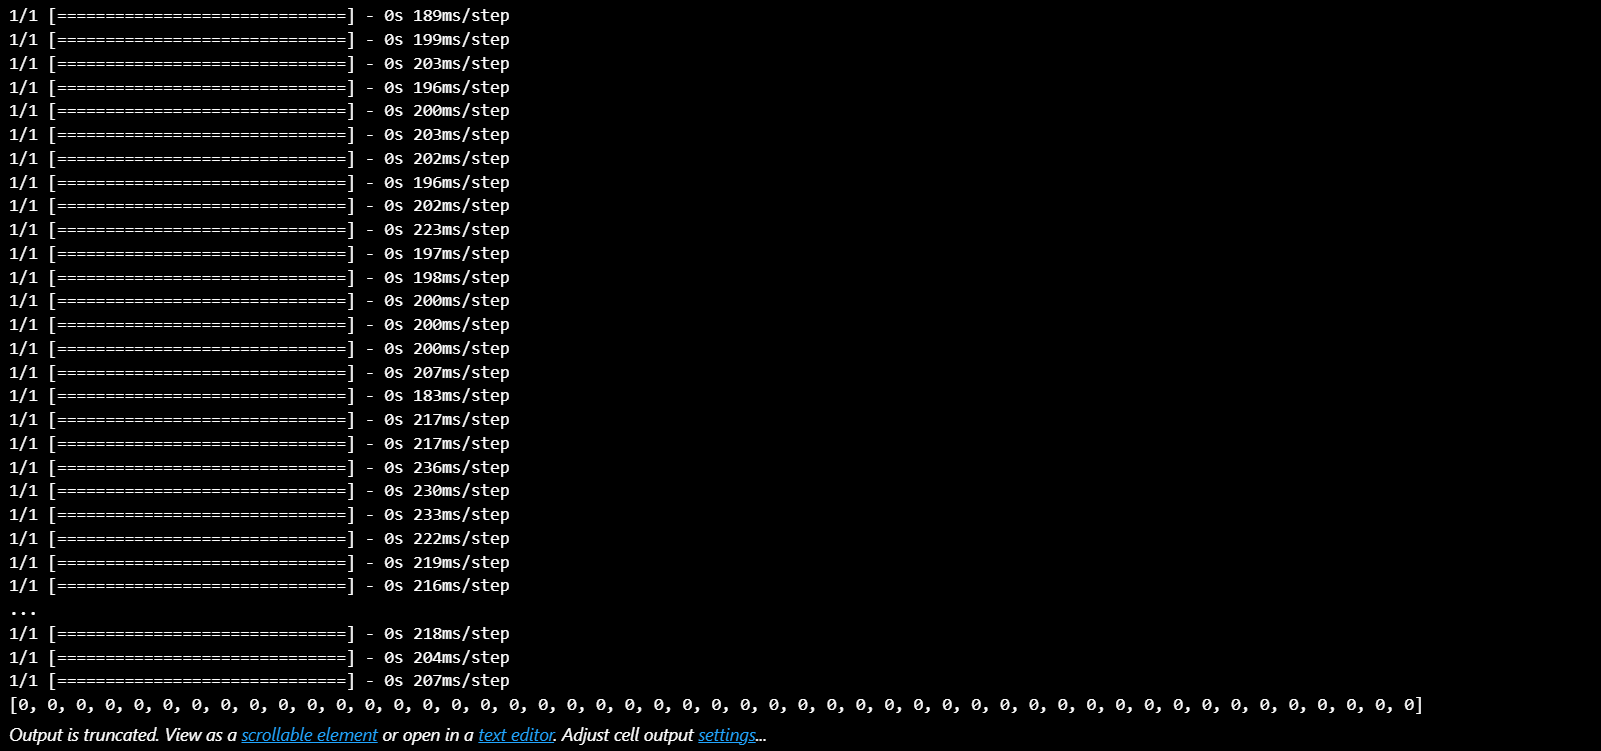 1/1 [==============================] - 0s 189ms/step
1/1 [==============================] - 0s 199ms/step
1/1 [==============================] - 0s 203ms/step
1/1 [==============================] - 0s 196ms/step
1/1 [==============================] - 0s 200ms/step
1/1 [==============================] - 0s 203ms/step
1/1 [==============================] - 0s 202ms/step
1/1 [==============================] - 0s 196ms/step
1/1 [==============================] - 0s 202ms/step
1/1 [==============================] - 0s 223ms/step
1/1 [==============================] - 0s 197ms/step
1/1 [==============================] - 0s 198ms/step
1/1 [==============================] - 0s 200ms/step
1/1 [==============================] - 0s 200ms/step
1/1 [==============================] - 0s 200ms/step
1/1 [==============================] - 0s 207ms/step
1/1 [==============================] - 0s 183ms/step
1/1 [==============================] - 0s 217ms/step
1/1 [==============================] - 0s 217ms/step
1/1 [==============================] - 0s 236ms/step
1/1 [==============================] - 0s 230ms/step
1/1 [==============================] - 0s 233ms/step
1/1 [==============================] - 0s 222ms/step
1/1 [==============================] - 0s 219ms/step
1/1 [==============================] - 0s 216ms/step
...
1/1 [==============================] - 0s 218ms/step
1/1 [==============================] - 0s 204ms/step
1/1 [==============================] - 0s 207ms/step
[0, 0, 0, 0, 0, 0, 0, 0, 0, 0, 0, 0, 0, 0, 0, 0, 0, 0, 0, 0, 0, 0, 0, 0, 0, 0, 0, 0, 0, 0, 0, 0, 0, 0, 0, 0, 0, 0, 0, 0, 0, 0, 0, 0, 0, 0, 0, 0, 0]
Output is truncated. View as a scrollable element or open in a text editor. Adjust cell output settings...